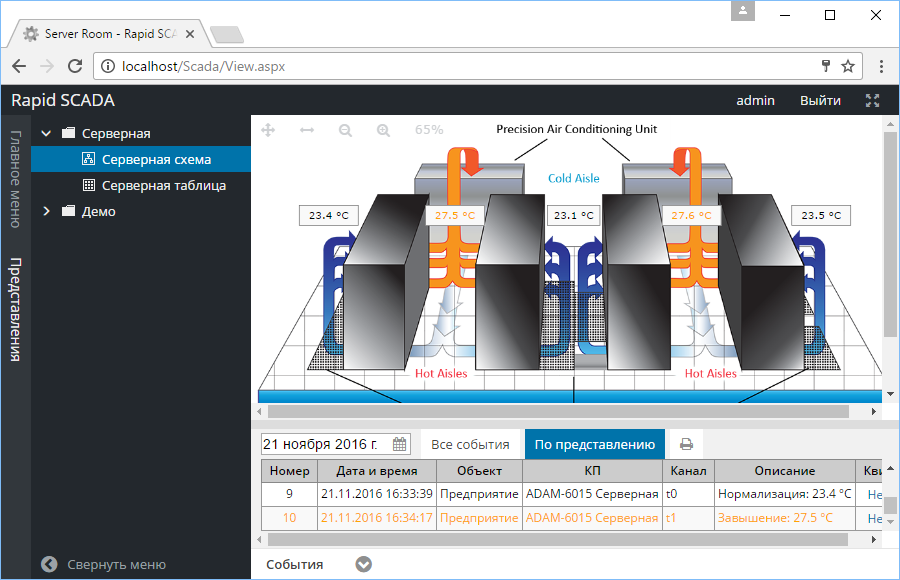 Server Room - Rapid SCA
localhost/Scada/View.aspx
Rapid SCADA
admin
Выйти
Главное меню
Представления
Серверная
Серверная схема
Серверная таблица
Демо
Свернуть меню
65%
Precision Air Conditioning Unit
Cold Aisle
23.4 °C
27.5 °C
23.1 °C
27.6 °C
23.5 °C
Hot Aisles
Hot Aisles
21 ноября 2016 г.
Все события
По представлению
Номер Дата и время Объект КП Канал Описание Кви
9 21.11.2016 16:33:39 Предприятие ADAM-6015 Серверная t0 Нормализация: 23.4 °C Не
10 21.11.2016 16:34:17 Предприятие ADAM-6015 Серверная t1 Завышение: 27.5 °C Не
События